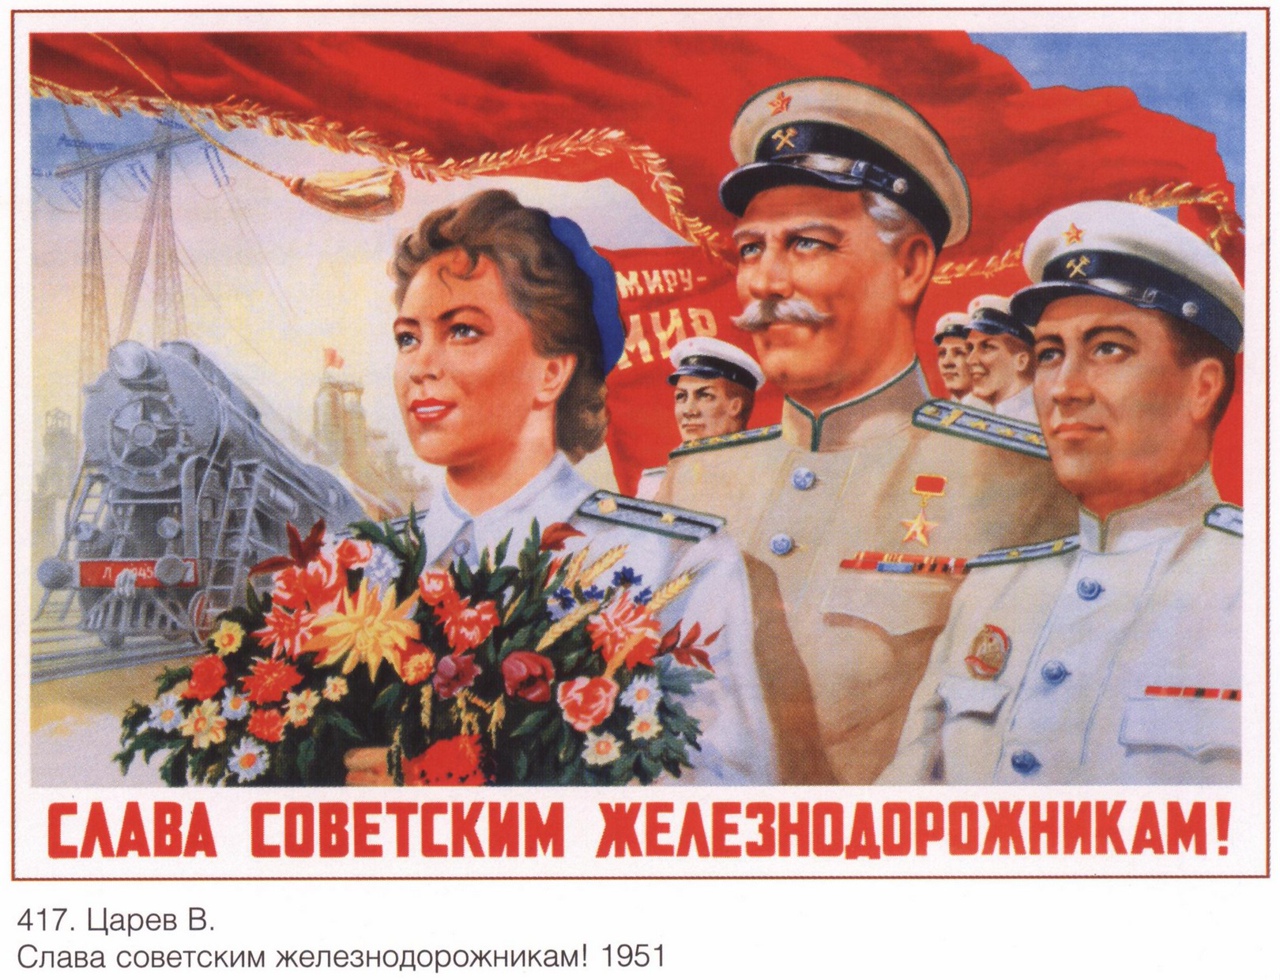 МИРУ-
МИР
СЛАВА СОВЕТСКИМ ЖЕЛЕЗНОДОРОЖНИКАМ!
417. Царев В.
Слава советским железнодорожникам! 1951